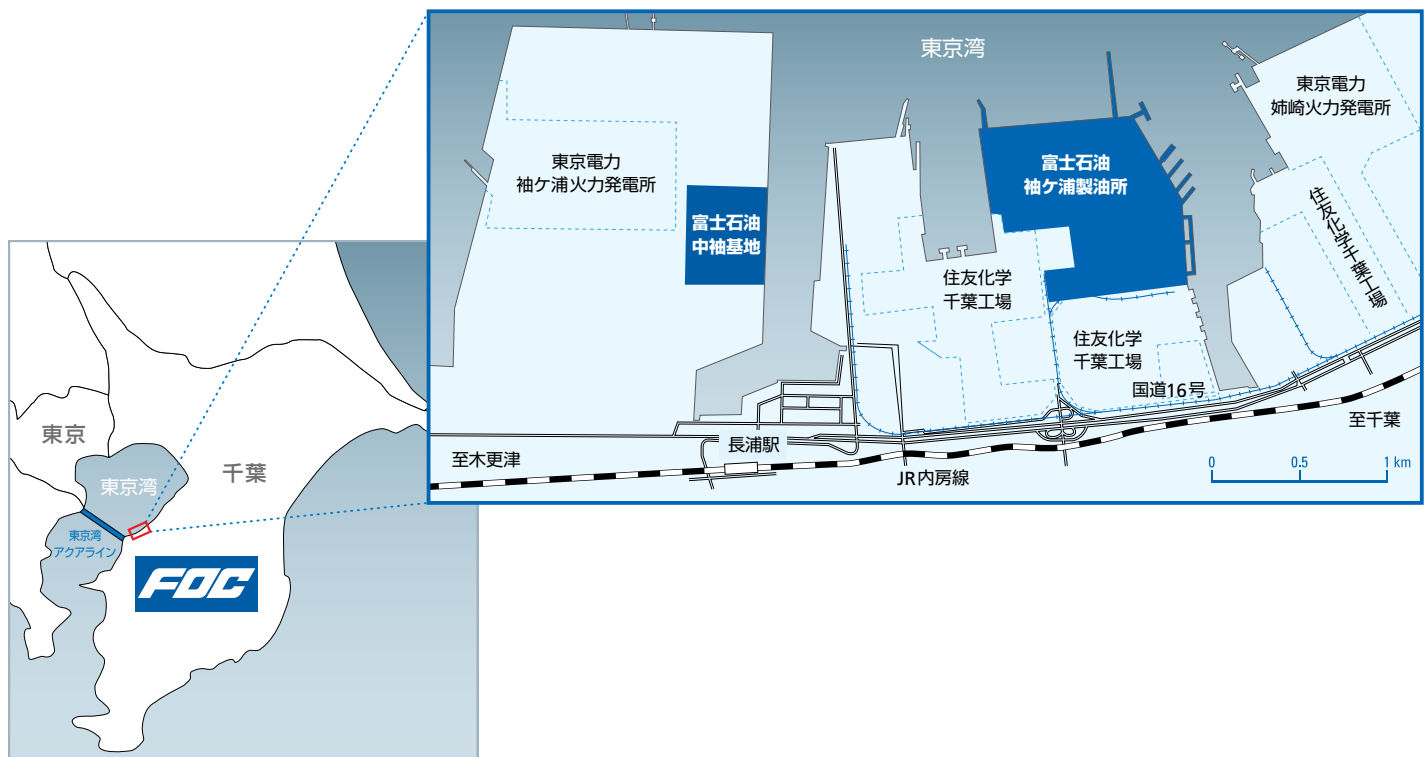 東京湾
東京電力
姉崎火力発電所
東京電力
袖ケ浦火力発電所
富士石油
袖ケ浦製油所
富士石油
中袖基地
住友化学千葉工場
住友化学
千葉工場
住友化学
千葉工場
国道16号
至千葉
長浦駅
至木更津
JR内房線
0 0.5 1 km
東京
千葉
東京湾
東京湾
アクアライン
FOC